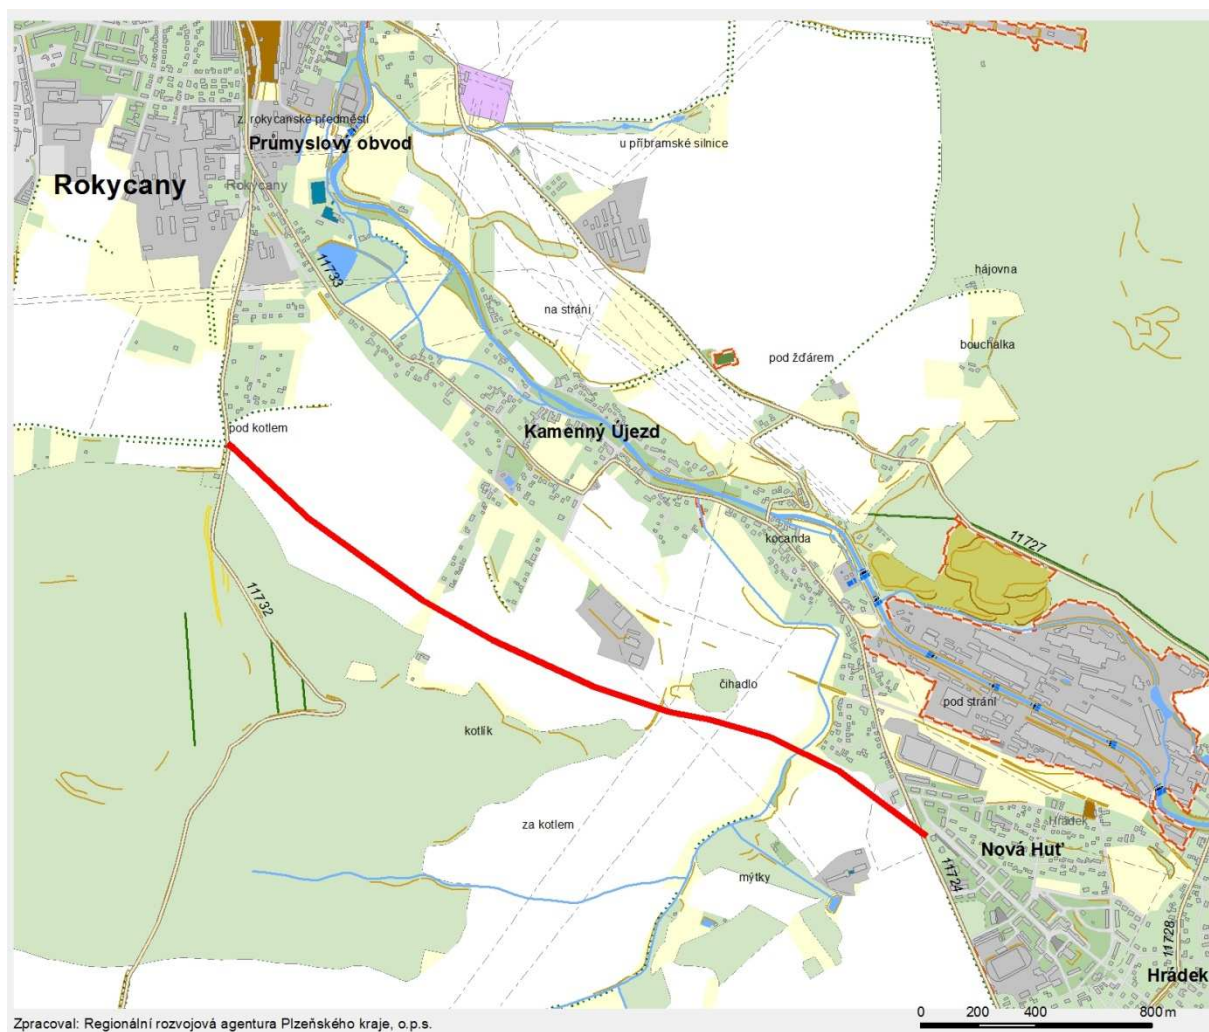 z. rokycanské předměstí
Průmyslový obvod
u příbramské silnice
Rokycany
Rokycany
11733
hájovna
na stráni
pod žďárem
bouchalka
pod kotlem
Kamenný Újezd
kocanda
11727
11732
čihadlo
pod strání
kotlík
za kotlem
Hrádek
Nová Huť
mýtky
11724
11728
Hrádek
0 200 400 800 m
Zpracoval: Regionální rozvojová agentura Plzeňského kraje, o.p.s.